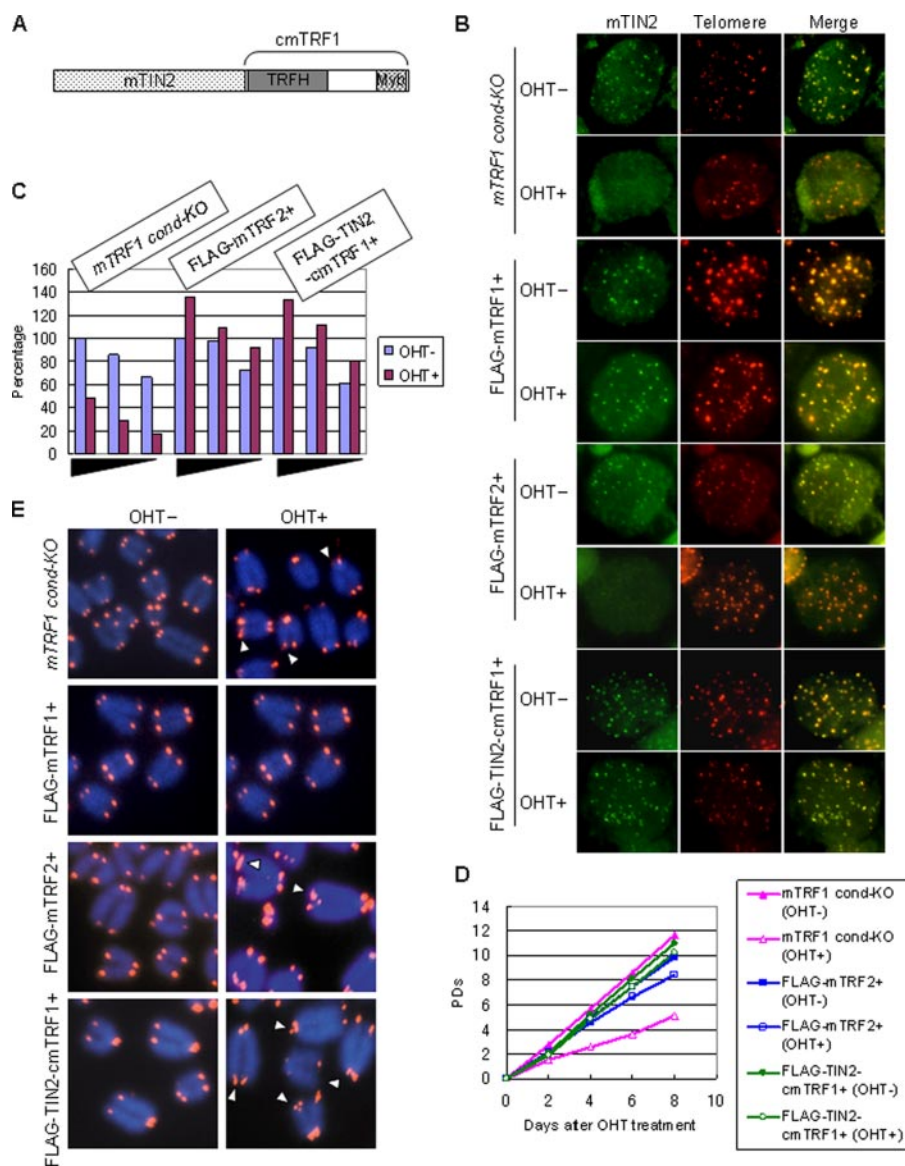 A
cmTRF1
mTIN2
TRFH
Myb
B
mTIN2 Telomere Merge
mTRF1 cond-KO
OHT−
OHT+
FLAG-mTRF1+
OHT−
OHT+
FLAG-mTRF2+
OHT−
OHT+
FLAG-TIN2-cmTRF1+
OHT−
OHT+
C
mTRF1 cond-KO
FLAG-mTRF2+
FLAG-TIN2
-cmTRF1+
Percentage
160
140
120
100
80
60
40
20
0
OHT-
OHT+
E
OHT− OHT+
mTRF1 cond-KO
FLAG-mTRF1+
FLAG-mTRF2+
FLAG-TIN2-cmTRF1+
D
PDs
14
12
10
8
6
4
2
0
0 2 4 6 8 10
Days after OHT treatment
mTRF1 cond-KO
(OHT-)
mTRF1 cond-KO
(OHT+)
FLAG-mTRF2+
(OHT-)
FLAG-mTRF2+
(OHT+)
FLAG-TIN2-
cmTRF1+ (OHT-)
FLAG-TIN2-
cmTRF1+ (OHT+)